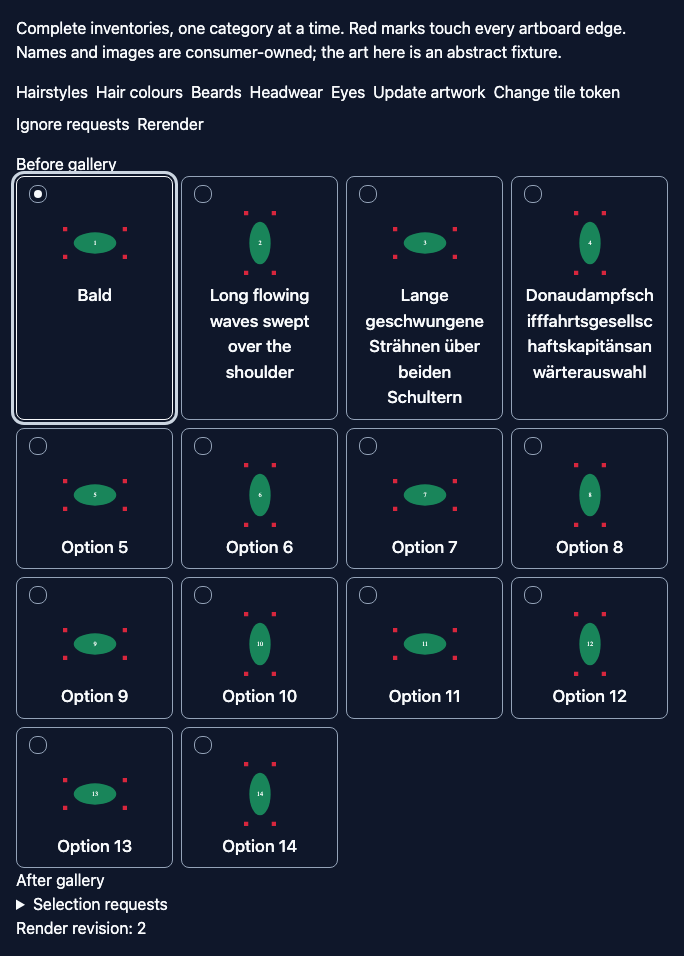 Complete inventories, one category at a time. Red marks touch every artboard edge.
Names and images are consumer-owned; the art here is an abstract fixture.
Hairstyles Hair colours Beards Headwear Eyes Update artwork Change tile token
Ignore requests Rerender
Before gallery
1
Bald
2
Long flowing
waves swept
over the
shoulder
3
Lange
geschwungene
Strähnen über
beiden
Schultern
4
Donaudampfsch
ifffahrtsgesellsc
haftskapitänsan
wärterauswahl
5
Option 5
6
Option 6
7
Option 7
8
Option 8
9
Option 9
10
Option 10
11
Option 11
12
Option 12
13
Option 13
14
Option 14
After gallery
Selection requests
Render revision: 2